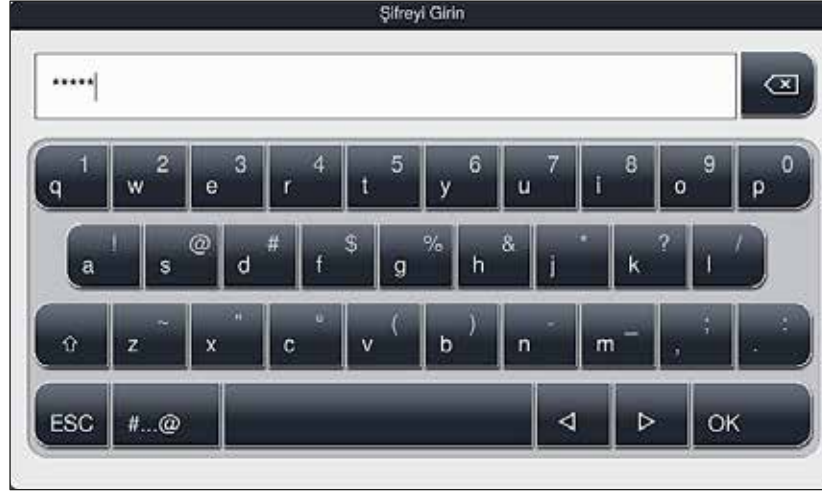 Şifreyi Girin
*****
1 2 3 4 5 6 7 8 9 0
q w e r t y u i o p
! @ # $ % & * ? /
a s d f g h j k l
~ " º ( ) - _ ; :
z x c v b n m , .
ESC #...@ OK